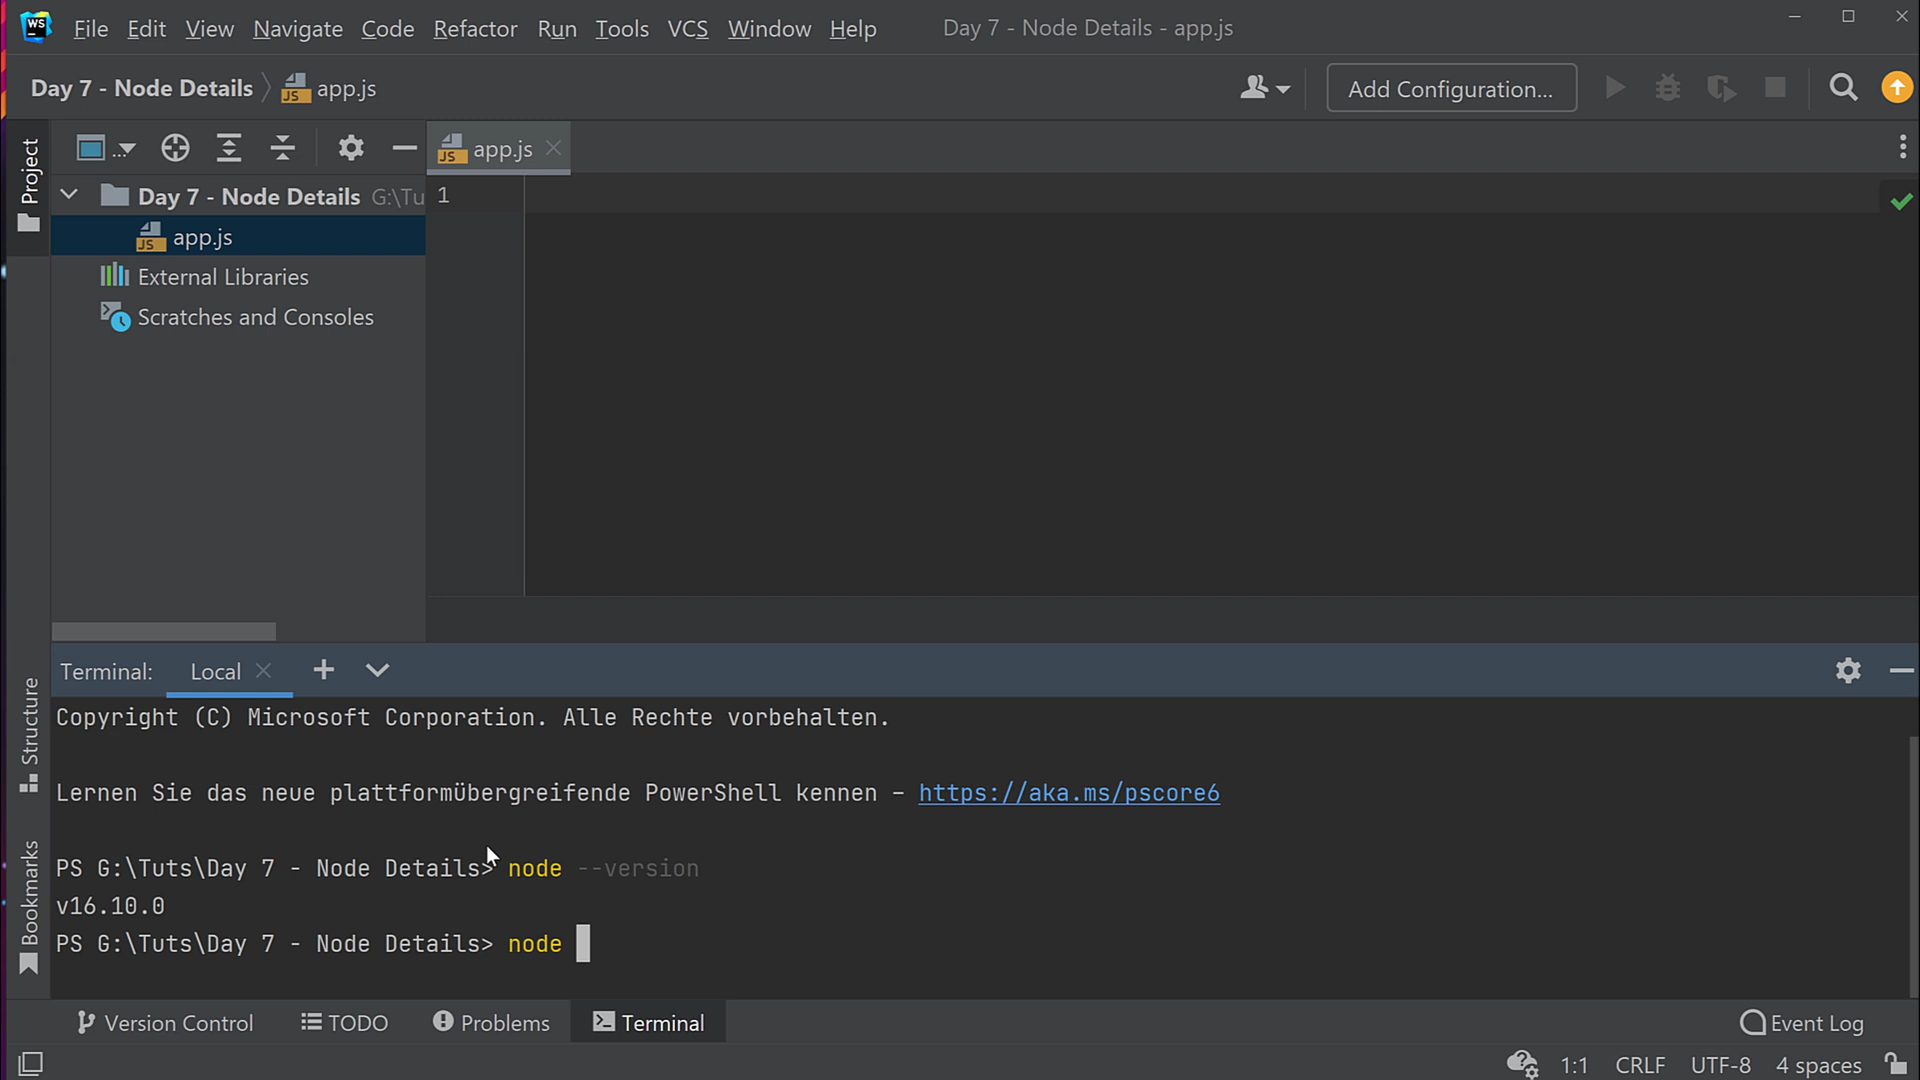 WS File Edit View Navigate Code Refactor Run Tools VCS Window Help Day 7 - Node Details - app.js
Day 7 - Node Details app.js Add Configuration...
Project
... app.js
Day 7 - Node Details G:\Tu 1
app.js
External Libraries
Scratches and Consoles
Structure
Bookmarks
Terminal: Local
Copyright (C) Microsoft Corporation. Alle Rechte vorbehalten.
Lernen Sie das neue plattformübergreifende PowerShell kennen – https://aka.ms/pscore6
PS G:\Tuts\Day 7 - Node Details> node --version
v16.10.0
PS G:\Tuts\Day 7 - Node Details> node
Version Control TODO Problems Terminal Event Log
1:1 CRLF UTF-8 4 spaces